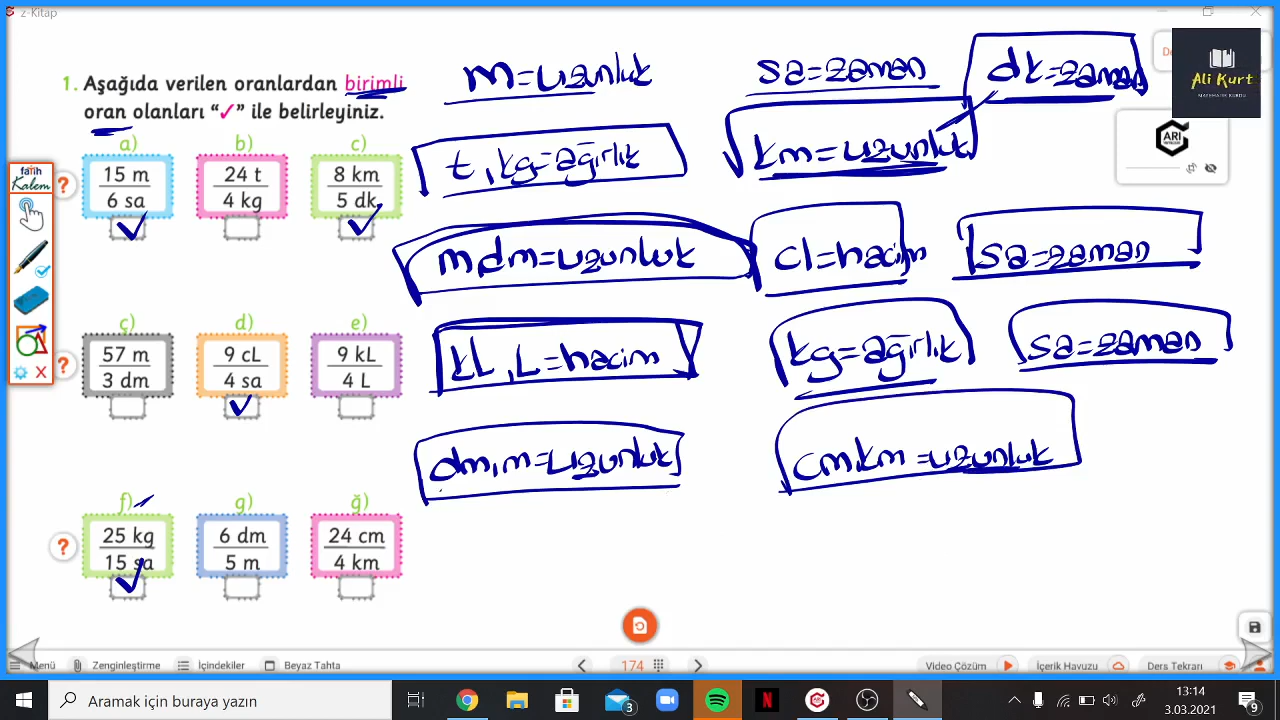 z-Kitap
1. Aşağıda verilen oranlardan birimli
oran olanları “✓” ile belirleyiniz.
a) b) c)
15 m
6 sa
24 t
4 kg
8 km
5 dk
ç) d) e)
57 m
3 dm
9 cL
4 sa
9 kL
4 L
f) g) ğ)
25 kg
15 sa
6 dm
5 m
24 cm
4 km
fatih
Kalem
m=uzunluk
sa=zaman
dk=zaman
t, kg=ağırlık
km=uzunluk
m,dm=uzunluk
cl=hacim
sa=zaman
kL, L=hacim
kg=ağırlık
sa=zaman
dm,m=uzunluk
cm,km=uzunluk
Ali Kurt
ARI
Menü Zenginleştirme İçindekiler Beyaz Tahta 174 Video Çözüm İçerik Havuzu Ders Tekrarı
Aramak için buraya yazın
3
13:14
3.03.2021
9